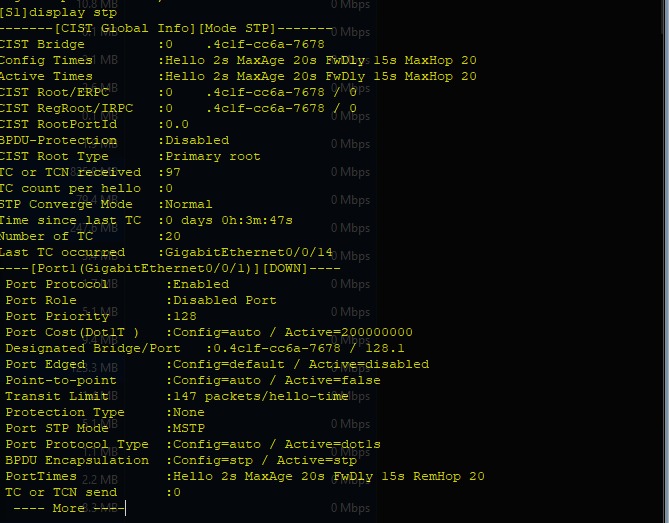 [S1]display stp
-------[CIST Global Info][Mode STP]-------
CIST Bridge :0 .4c1f-cc6a-7678
Config Times :Hello 2s MaxAge 20s FwDly 15s MaxHop 20
Active Times :Hello 2s MaxAge 20s FwDly 15s MaxHop 20
CIST Root/ERPC :0 .4c1f-cc6a-7678 / 0
CIST RegRoot/IRPC :0 .4c1f-cc6a-7678 / 0
CIST RootPortId :0.0
BPDU-Protection :Disabled
CIST Root Type :Primary root
TC or TCN received :97
TC count per hello :0
STP Converge Mode :Normal
Time since last TC :0 days 0h:3m:47s
Number of TC :20
Last TC occurred :GigabitEthernet0/0/14
----[Port1(GigabitEthernet0/0/1)][DOWN]----
Port Protocol :Enabled
Port Role :Disabled Port
Port Priority :128
Port Cost(Dot1T ) :Config=auto / Active=200000000
Designated Bridge/Port :0.4c1f-cc6a-7678 / 128.1
Port Edged :Config=default / Active=disabled
Point-to-point :Config=auto / Active=false
Transit Limit :147 packets/hello-time
Protection Type :None
Port STP Mode :MSTP
Port Protocol Type :Config=auto / Active=dot1s
BPDU Encapsulation :Config=stp / Active=stp
PortTimes :Hello 2s MaxAge 20s FwDly 15s RemHop 20
TC or TCN send :0
---- More ----